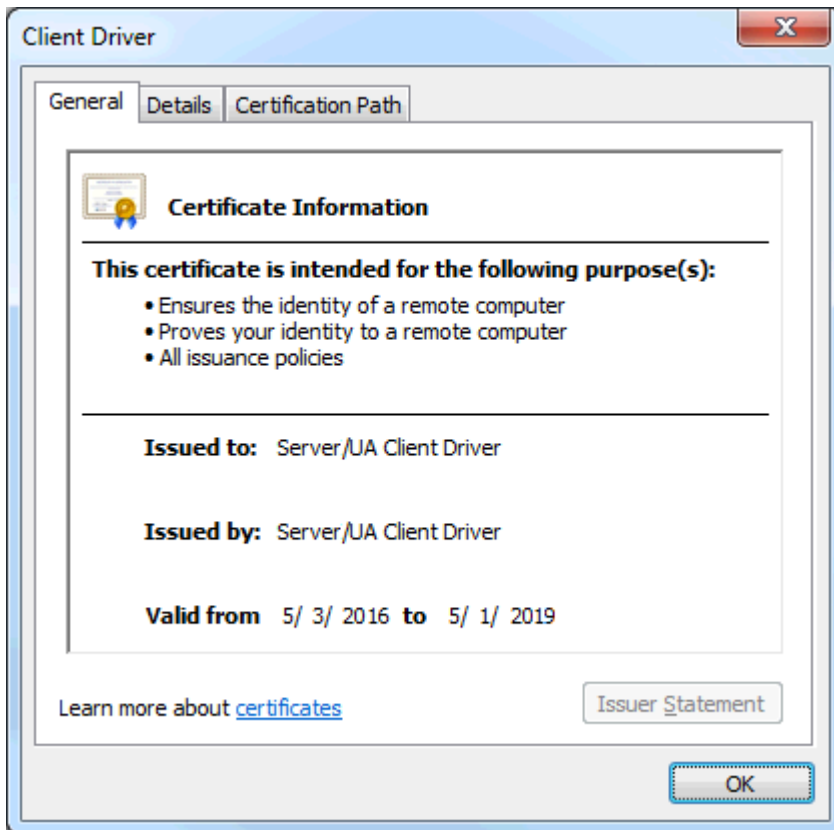 Client Driver
General Details Certification Path
Certificate Information
This certificate is intended for the following purpose(s):
• Ensures the identity of a remote computer
• Proves your identity to a remote computer
• All issuance policies
Issued to: Server/UA Client Driver
Issued by: Server/UA Client Driver
Valid from 5/ 3/ 2016 to 5/ 1/ 2019
Learn more about certificates
Issuer Statement
OK